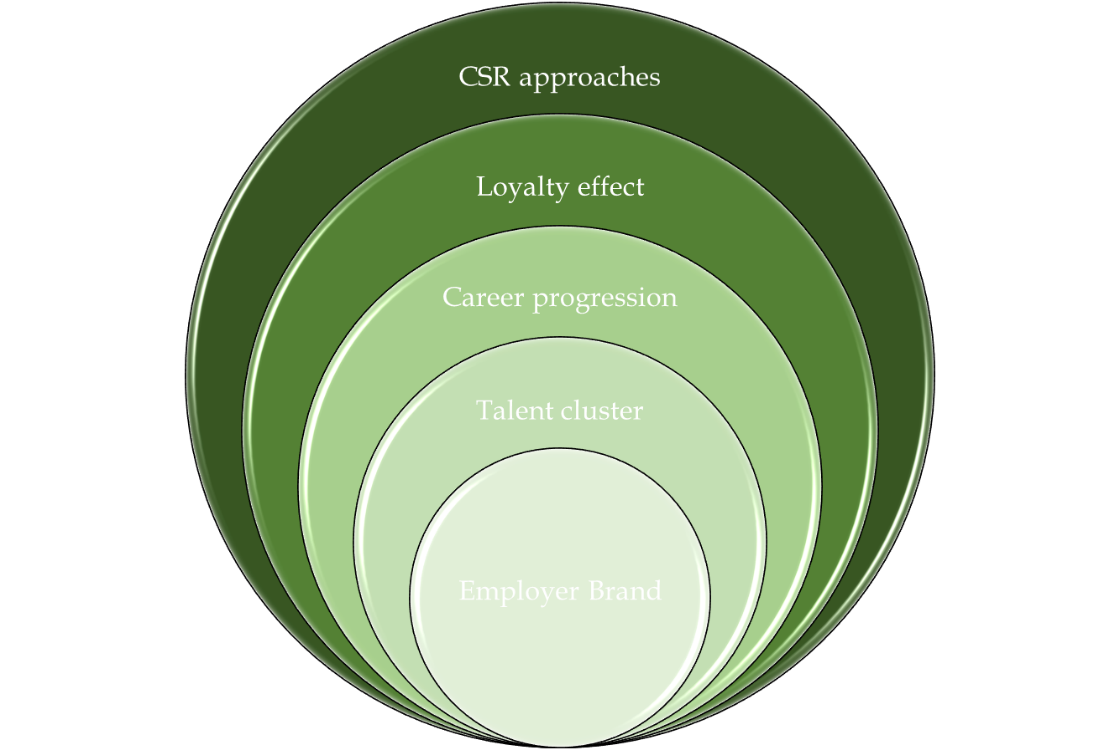 CSR approaches
Loyalty effect
Career progression
Talent cluster
Employer Brand